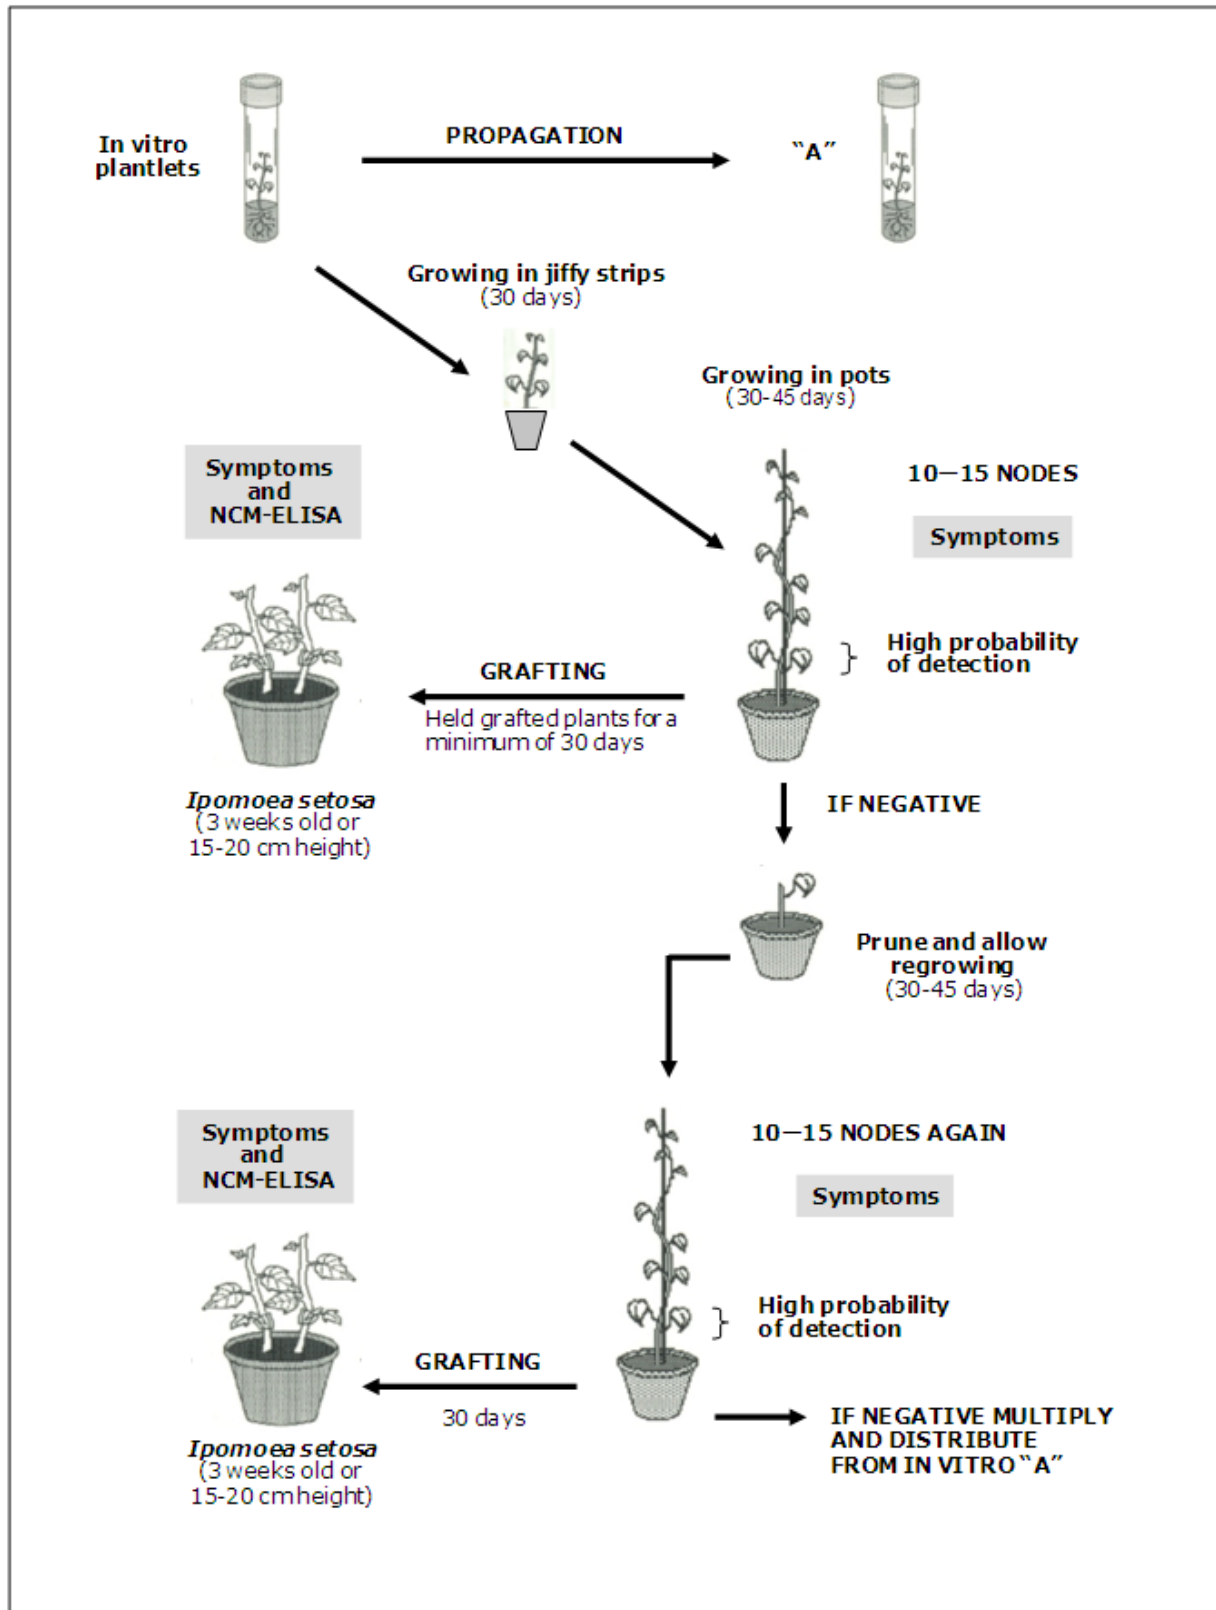 In vitro
plantlets
PROPAGATION
“A”
Growing in jiffy strips
(30 days)
Growing in pots
(30-45 days)
Symptoms
and
NCM-ELISA
10—15 NODES
Symptoms
High probability
of detection
GRAFTING
Held grafted plants for a
minimum of 30 days
Ipomoea setosa
(3 weeks old or
15-20 cm height)
IF NEGATIVE
Prune and allow
regrowing
(30-45 days)
Symptoms
and
NCM-ELISA
10—15 NODES AGAIN
Symptoms
High probability
of detection
GRAFTING
30 days
Ipomoea setosa
(3 weeks old or
15-20 cm height)
IF NEGATIVE MULTIPLY
AND DISTRIBUTE
FROM IN VITRO “A”